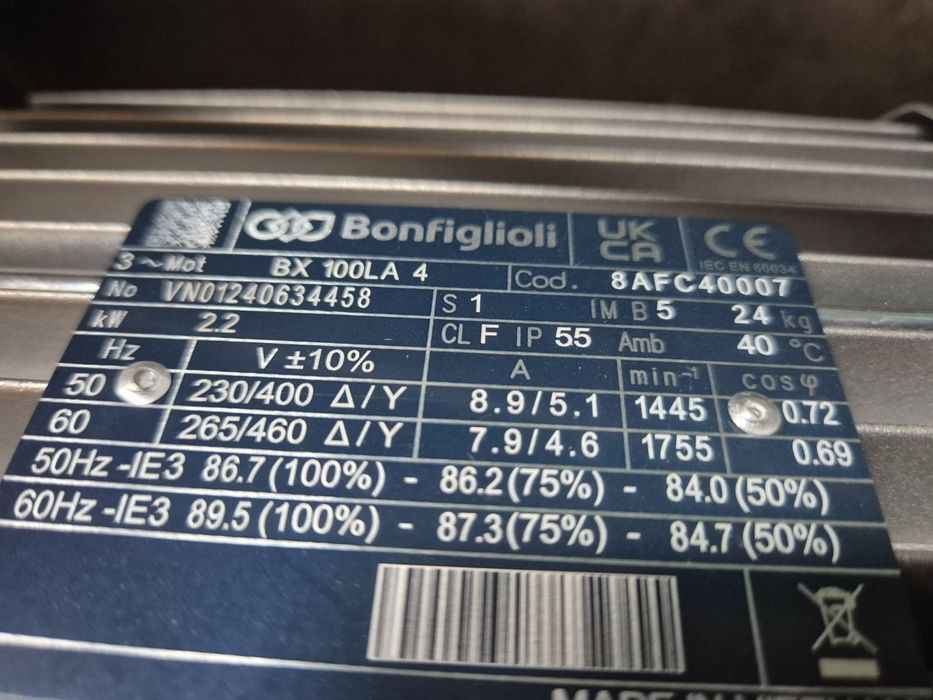 Bonfiglioli UK CA CE
IEC EN 60034
3 ~ Mot BX 100LA 4 Cod. 8AFC40007
No VN01240634458 S 1 IM B 5 24 kg
kW 2.2 CL F IP 55 Amb 40 °C
Hz V ±10% A min⁻¹ cosφ
50 230/400 Δ/Y 8.9/5.1 1445 0.72
60 265/460 Δ/Y 7.9/4.6 1755 0.69
50Hz -IE3 86.7(100%) - 86.2(75%) - 84.0(50%)
60Hz -IE3 89.5(100%) - 87.3(75%) - 84.7(50%)
MADE IN